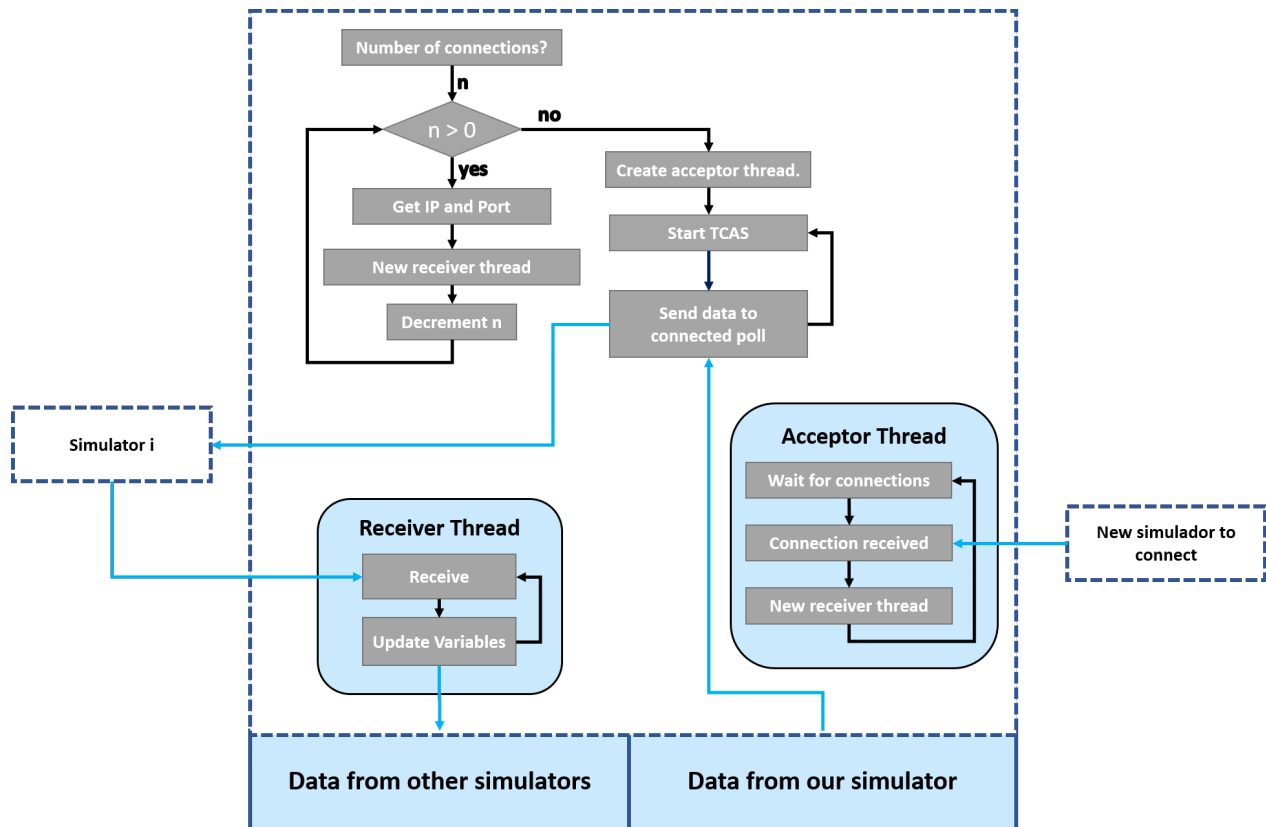 Number of connections?
n
n > 0
no
yes
Create acceptor thread.
Get IP and Port
Start TCAS
New receiver thread
Send data to
connected poll
Decrement n
Simulator i
Acceptor Thread
Wait for connections
Connection received
New receiver thread
New simulador to
connect
Receiver Thread
Receive
Update Variables
Data from other simulators
Data from our simulator